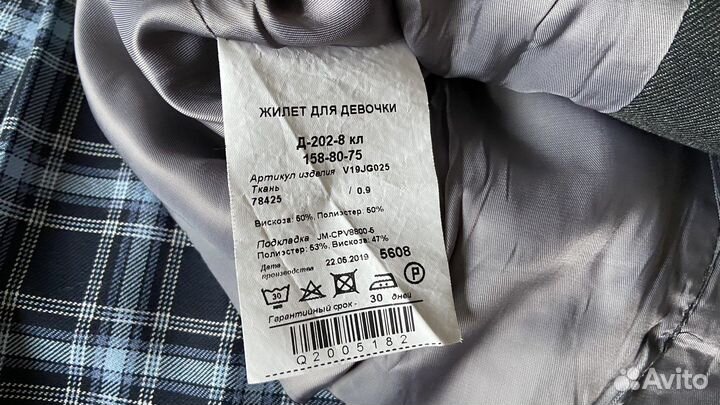 ЖИЛЕТ ДЛЯ ДЕВОЧКИ
Д-202-8 кл
158-80-75
Артикул изделия V19JG025
Ткань
78425 / 0.9
Вискоза: 50%, Полиэстер: 50%
Подкладка JM-CPV8800-5
Полиэстер: 53%, Вискоза: 47%
Дата
производства 22.05.2019 5608
30 P
Гарантийный срок - 30 дней
Q2005182
Avito